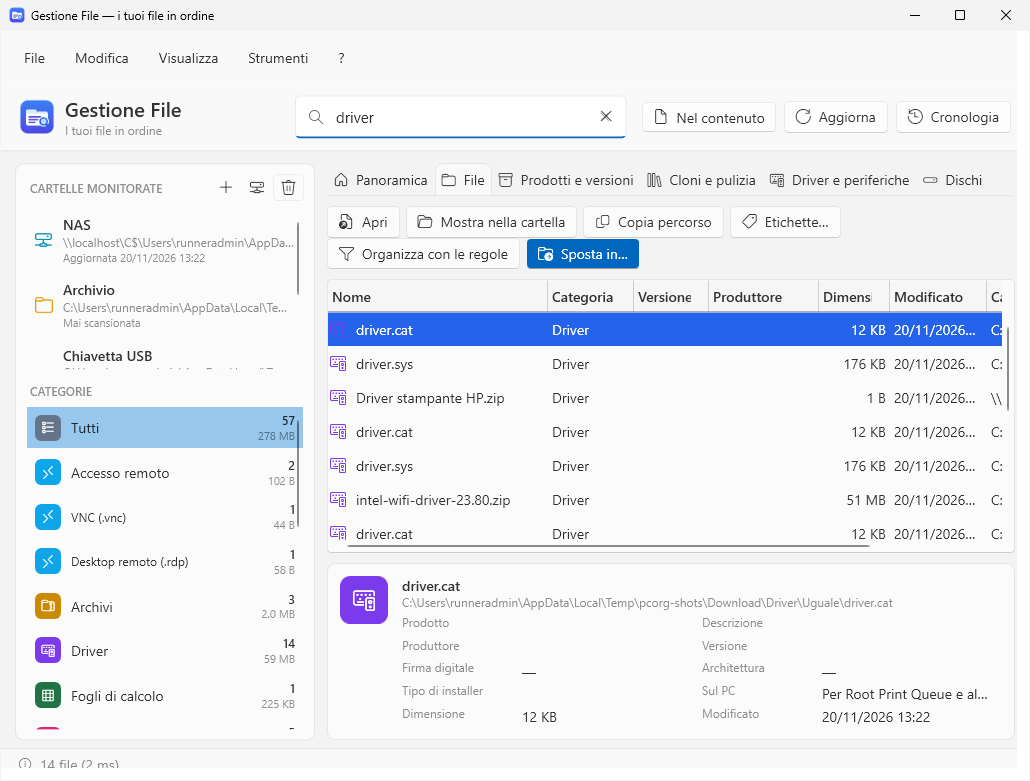 Gestione File — i tuoi file in ordine
File Modifica Visualizza Strumenti ?
Gestione File
I tuoi file in ordine
driver
Nel contenuto Aggiorna Cronologia
CARTELLE MONITORATE
NAS
\\localhost\C$\Users\runneradmin\AppDa...
Aggiornata 20/11/2026 13:22
Archivio
C:\Users\runneradmin\AppData\Local\Te...
Mai scansionata
Chiavetta USB
CATEGORIE
Tutti 57
278 MB
Accesso remoto 2
102 B
VNC (.vnc) 1
44 B
Desktop remoto (.rdp) 1
58 B
Archivi 3
2.0 MB
Driver 14
59 MB
Fogli di calcolo 1
225 KB
Panoramica File Prodotti e versioni Cloni e pulizia Driver e periferiche Dischi
Apri Mostra nella cartella Copia percorso Etichette...
Organizza con le regole Sposta in...
Nome Categoria Versione Produttore Dimensi Modificato
driver.cat Driver 12 KB 20/11/2026... C:
driver.sys Driver 176 KB 20/11/2026... C:
Driver stampante HP.zip Driver 1 B 20/11/2026... \\
driver.cat Driver 12 KB 20/11/2026... C:
driver.sys Driver 176 KB 20/11/2026... C:
intel-wifi-driver-23.80.zip Driver 51 MB 20/11/2026... C:
driver.cat Driver 12 KB 20/11/2026... C:
driver.cat
C:\Users\runneradmin\AppData\Local\Temp\pcorg-shots\Download\Driver\Uguale\driver.cat
Prodotto Descrizione
Produttore Versione
Firma digitale — Architettura —
Tipo di installer Sul PC Per Root Print Queue e al...
Dimensione 12 KB Modificato 20/11/2026 13:22
14 file (2 ms)